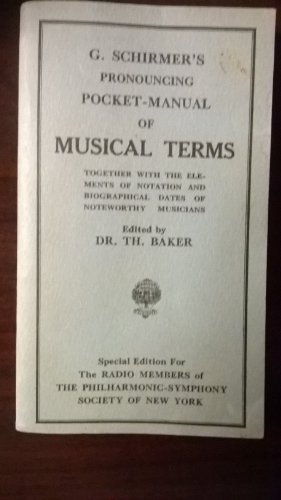 G. SCHIRMER'S
PRONOUNCING
POCKET-MANUAL
OF
MUSICAL TERMS
TOGETHER WITH THE ELE-
MENTS OF NOTATION AND
BIOGRAPHICAL DATES OF
NOTEWORTHY MUSICIANS
Edited by
DR. TH. BAKER
Special Edition For
The RADIO MEMBERS of
THE PHILHARMONIC-SYMPHONY
SOCIETY OF NEW YORK